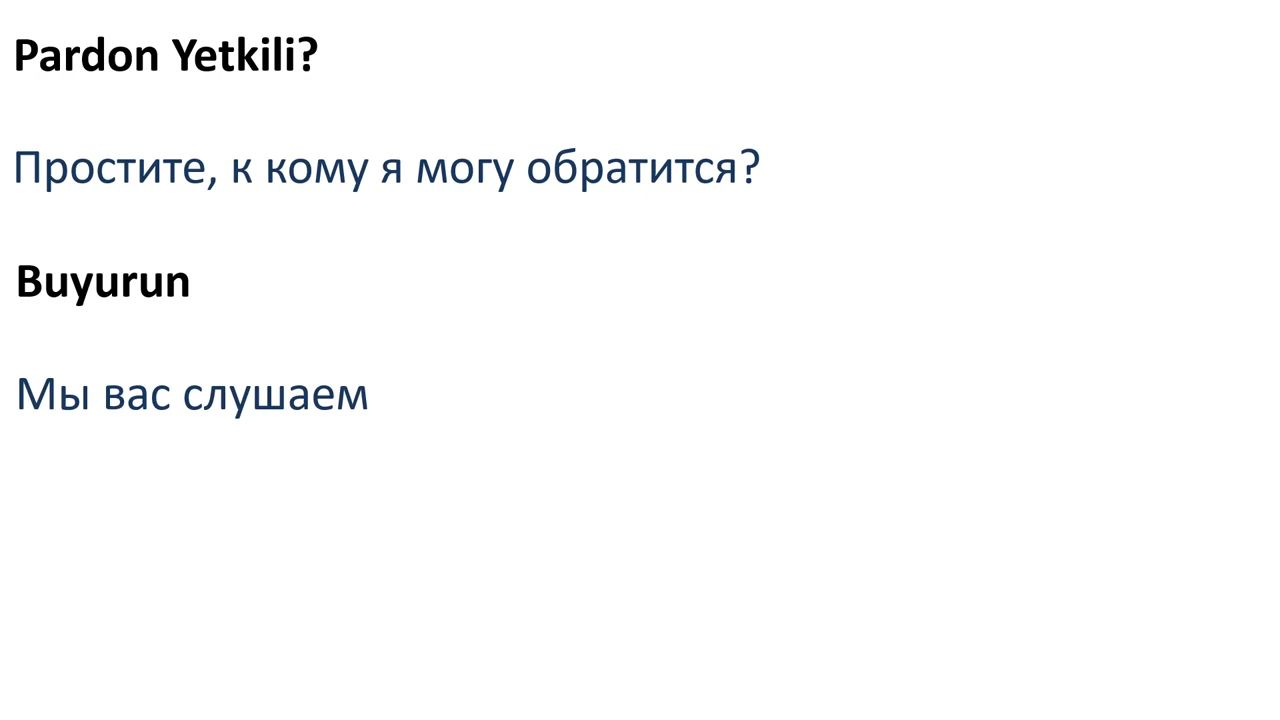 Pardon Yetkili?
Простите, к кому я могу обратится?
Buyurun
Мы вас слушаем